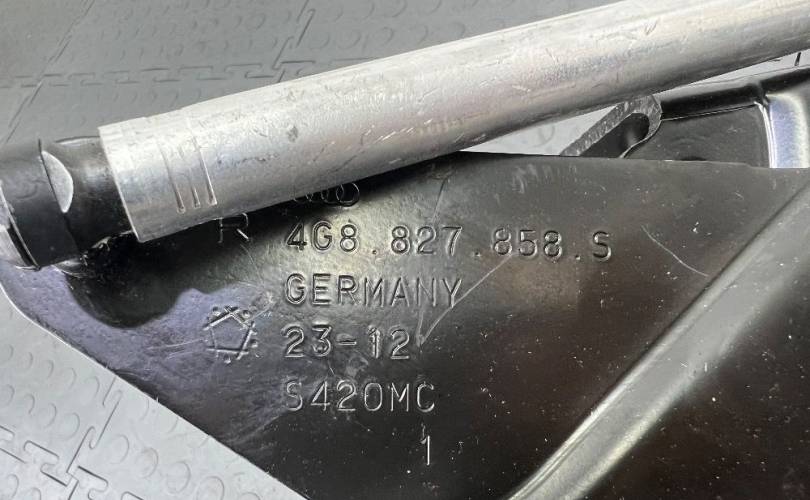 R 4G8.827.858.S
GERMANY
23-12
S420MC
1